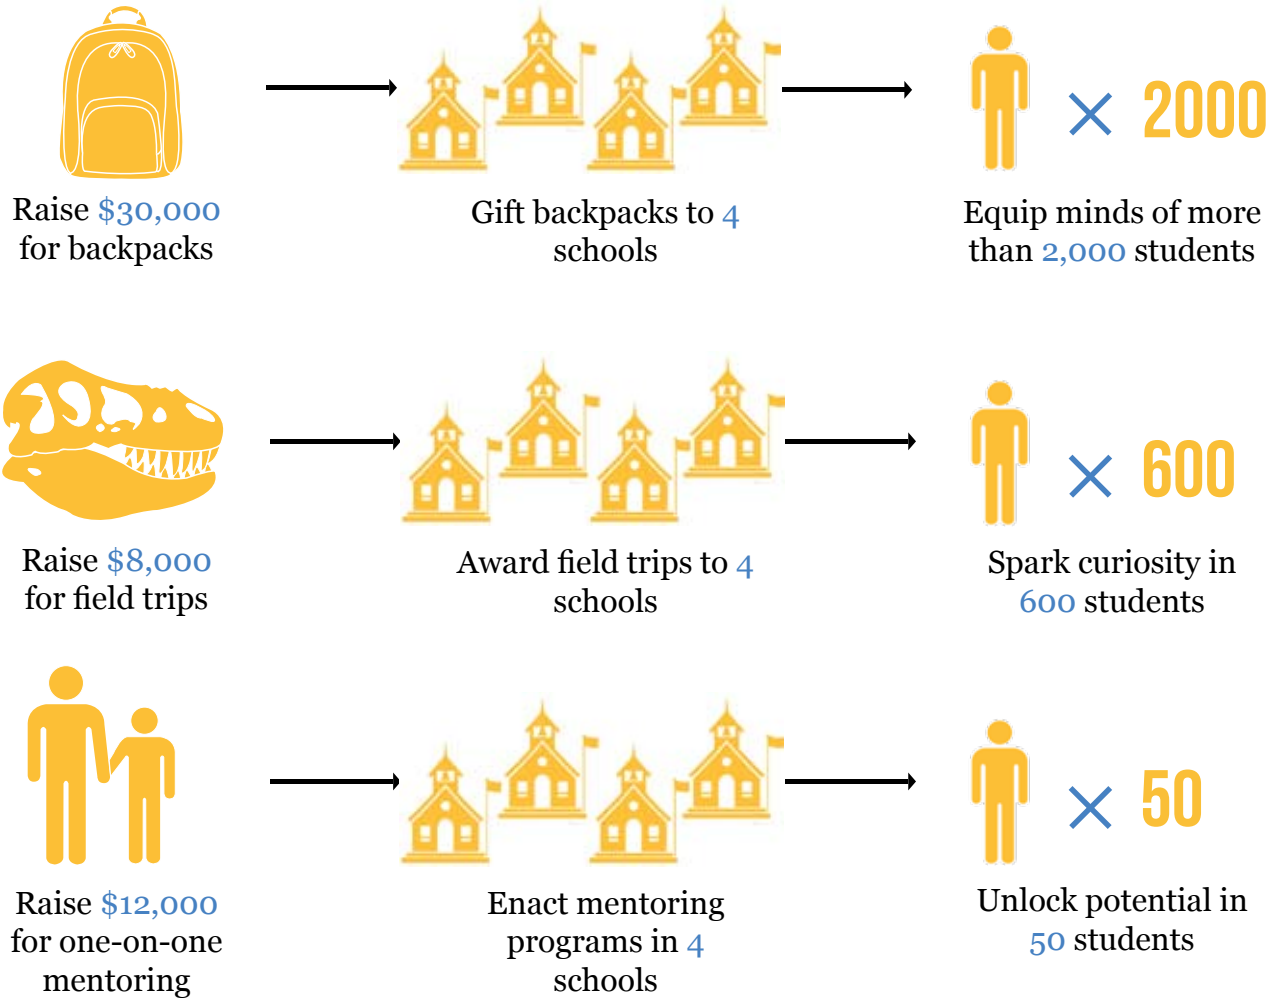 2000
Raise $30,000
for backpacks
Gift backpacks to 4
schools
Equip minds of more
than 2,000 students
600
Raise $8,000
for field trips
Award field trips to 4
schools
Spark curiosity in
600 students
50
Raise $12,000
for one-on-one
mentoring
Enact mentoring
programs in 4
schools
Unlock potential in
50 students